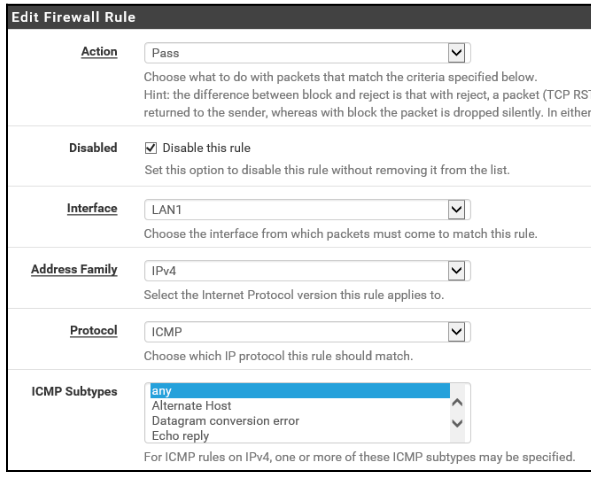 Edit Firewall Rule
Action
Pass
Choose what to do with packets that match the criteria specified below.
Hint: the difference between block and reject is that with reject, a packet (TCP RST
returned to the sender, whereas with block the packet is dropped silently. In either
Disabled
Disable this rule
Set this option to disable this rule without removing it from the list.
Interface
LAN1
Choose the interface from which packets must come to match this rule.
Address Family
IPv4
Select the Internet Protocol version this rule applies to.
Protocol
ICMP
Choose which IP protocol this rule should match.
ICMP Subtypes
any
Alternate Host
Datagram conversion error
Echo reply
For ICMP rules on IPv4, one or more of these ICMP subtypes may be specified.